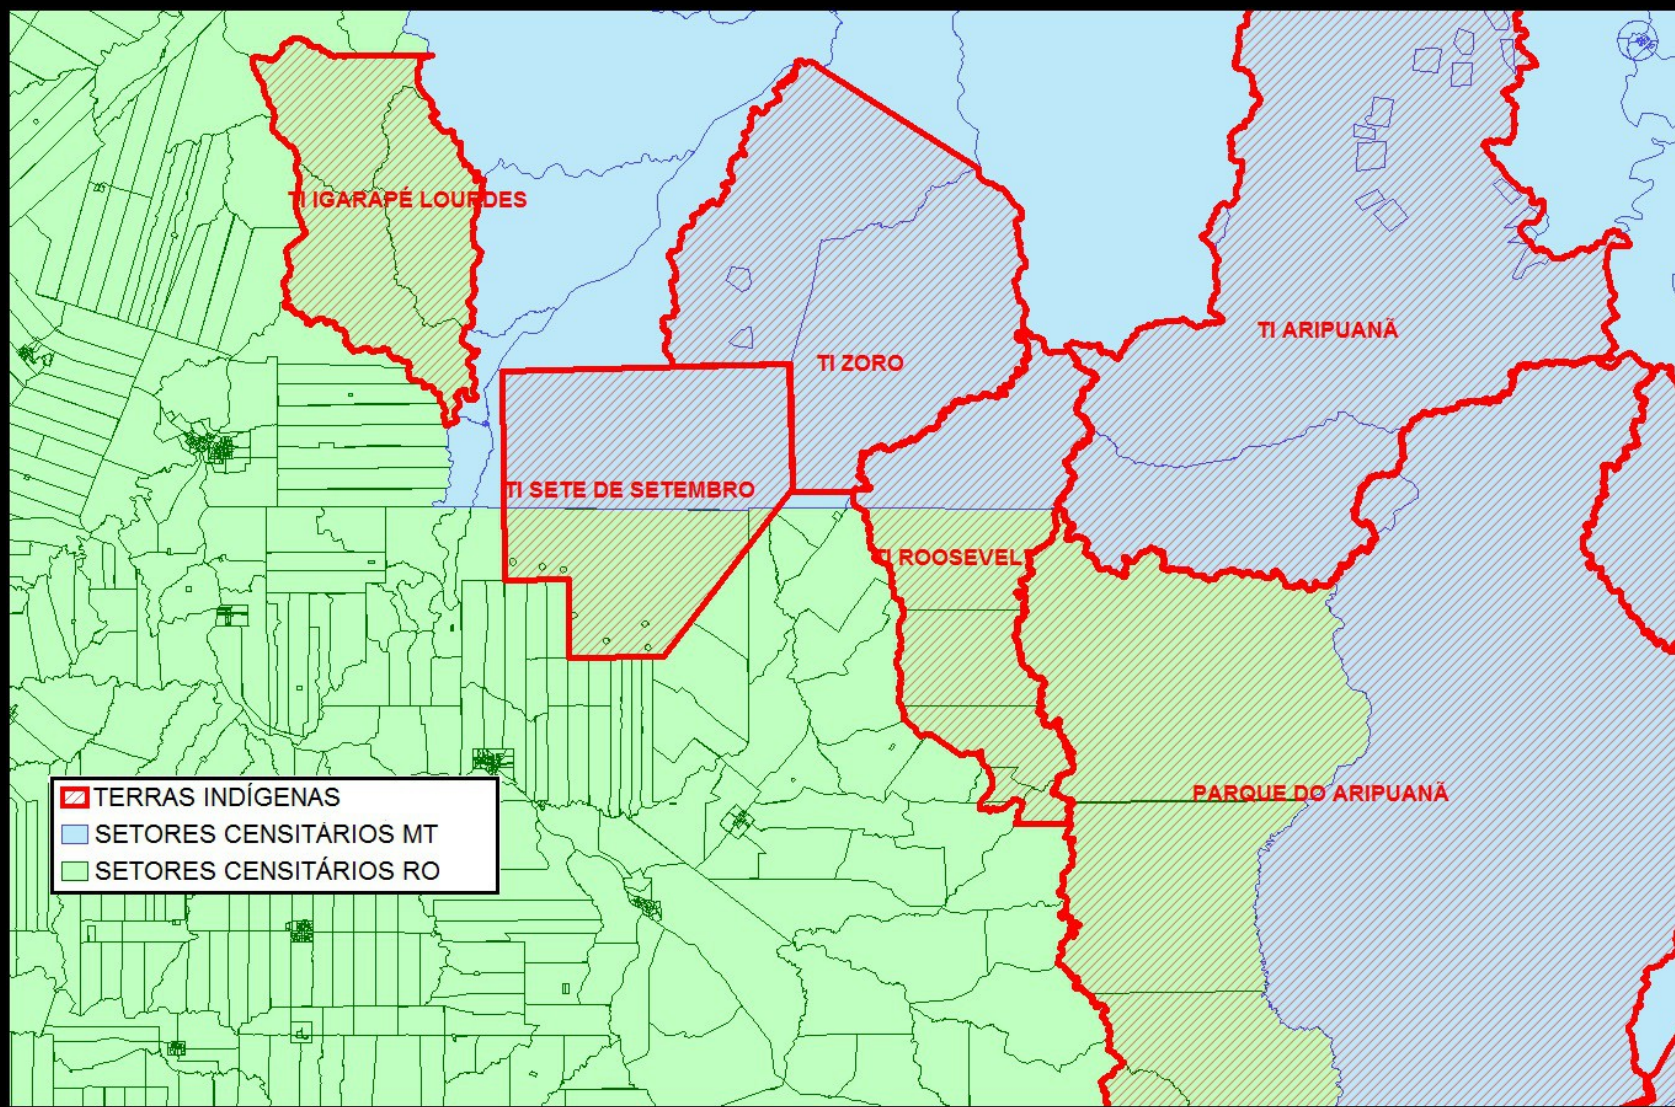 TI IGARAPÉ LOURDES
TI ARIPUANÃ
TI ZORO
TI SETE DE SETEMBRO
TI ROOSEVELT
PARQUE DO ARIPUANÃ
TERRAS INDÍGENAS
SETORES CENSITÁRIOS MT
SETORES CENSITÁRIOS RO